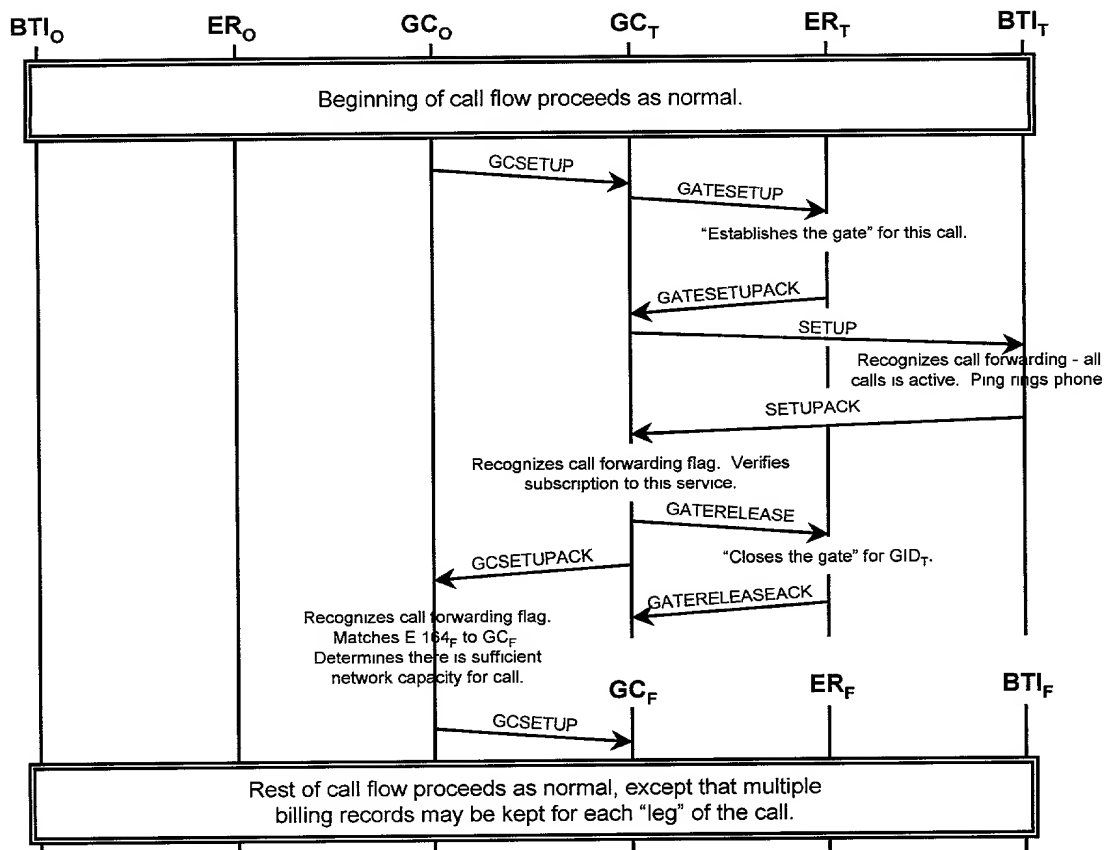 BTI_O ER_O GC_O GC_T ER_T BTI_T
Beginning of call flow proceeds as normal.
GCSETUP
GATESETUP
“Establishes the gate” for this call.
GATESETUPACK
SETUP
Recognizes call forwarding - all
calls is active. Ping rings phone
SETUPACK
Recognizes call forwarding flag. Verifies
subscription to this service.
GATERELEASE
“Closes the gate” for GID_T.
GCSETUPACK
GATERELEASEACK
Recognizes call forwarding flag.
Matches E 164_F to GC_F
Determines there is sufficient
network capacity for call.
GC_F ER_F BTI_F
GCSETUP
Rest of call flow proceeds as normal, except that multiple
billing records may be kept for each “leg” of the call.